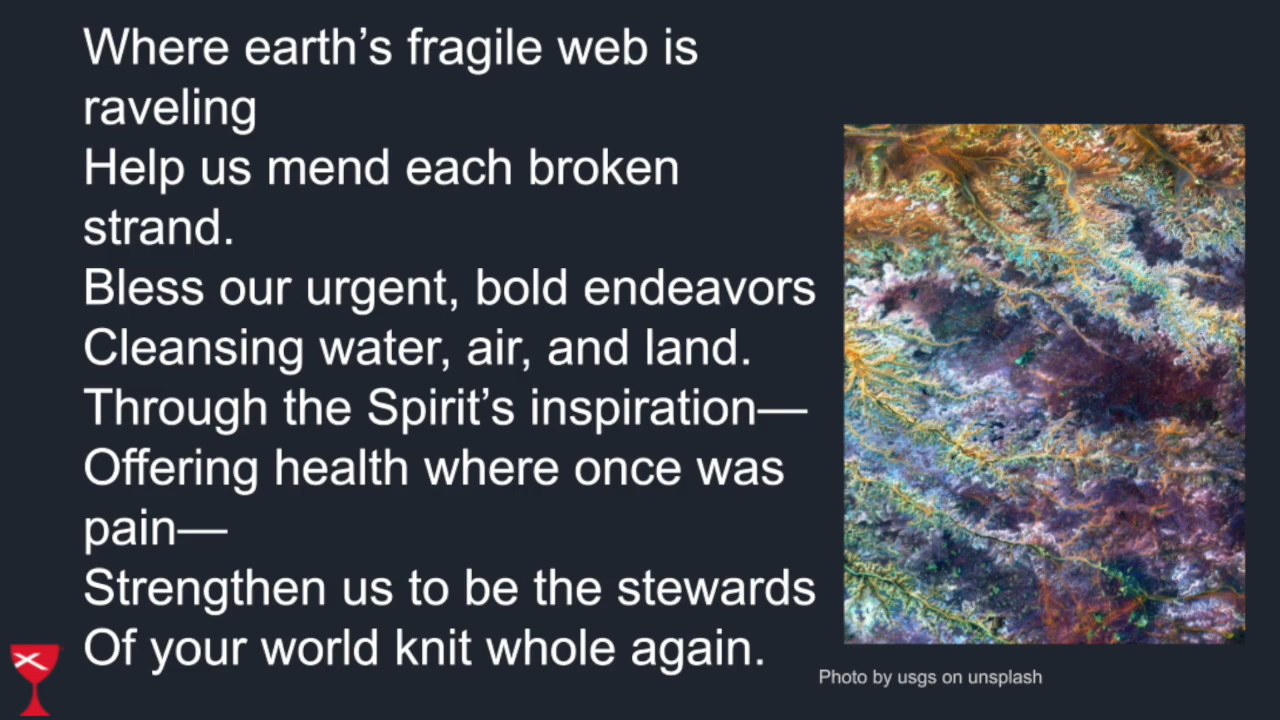 Where earth’s fragile web is
raveling
Help us mend each broken
strand.
Bless our urgent, bold endeavors
Cleansing water, air, and land.
Through the Spirit’s inspiration—
Offering health where once was
pain—
Strengthen us to be the stewards
Of your world knit whole again.
Photo by usgs on unsplash